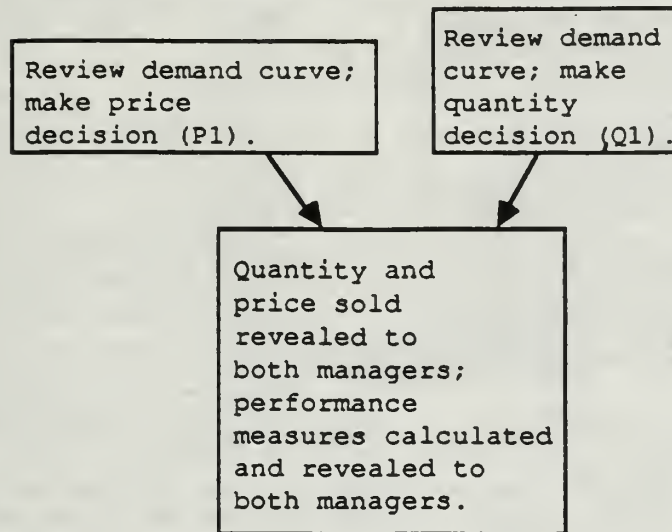 Review demand curve;
make price
decision (P1).
Review demand
curve; make
quantity
decision (Q1).
Quantity and
price sold
revealed to
both managers;
performance
measures calculated
and revealed to
both managers.